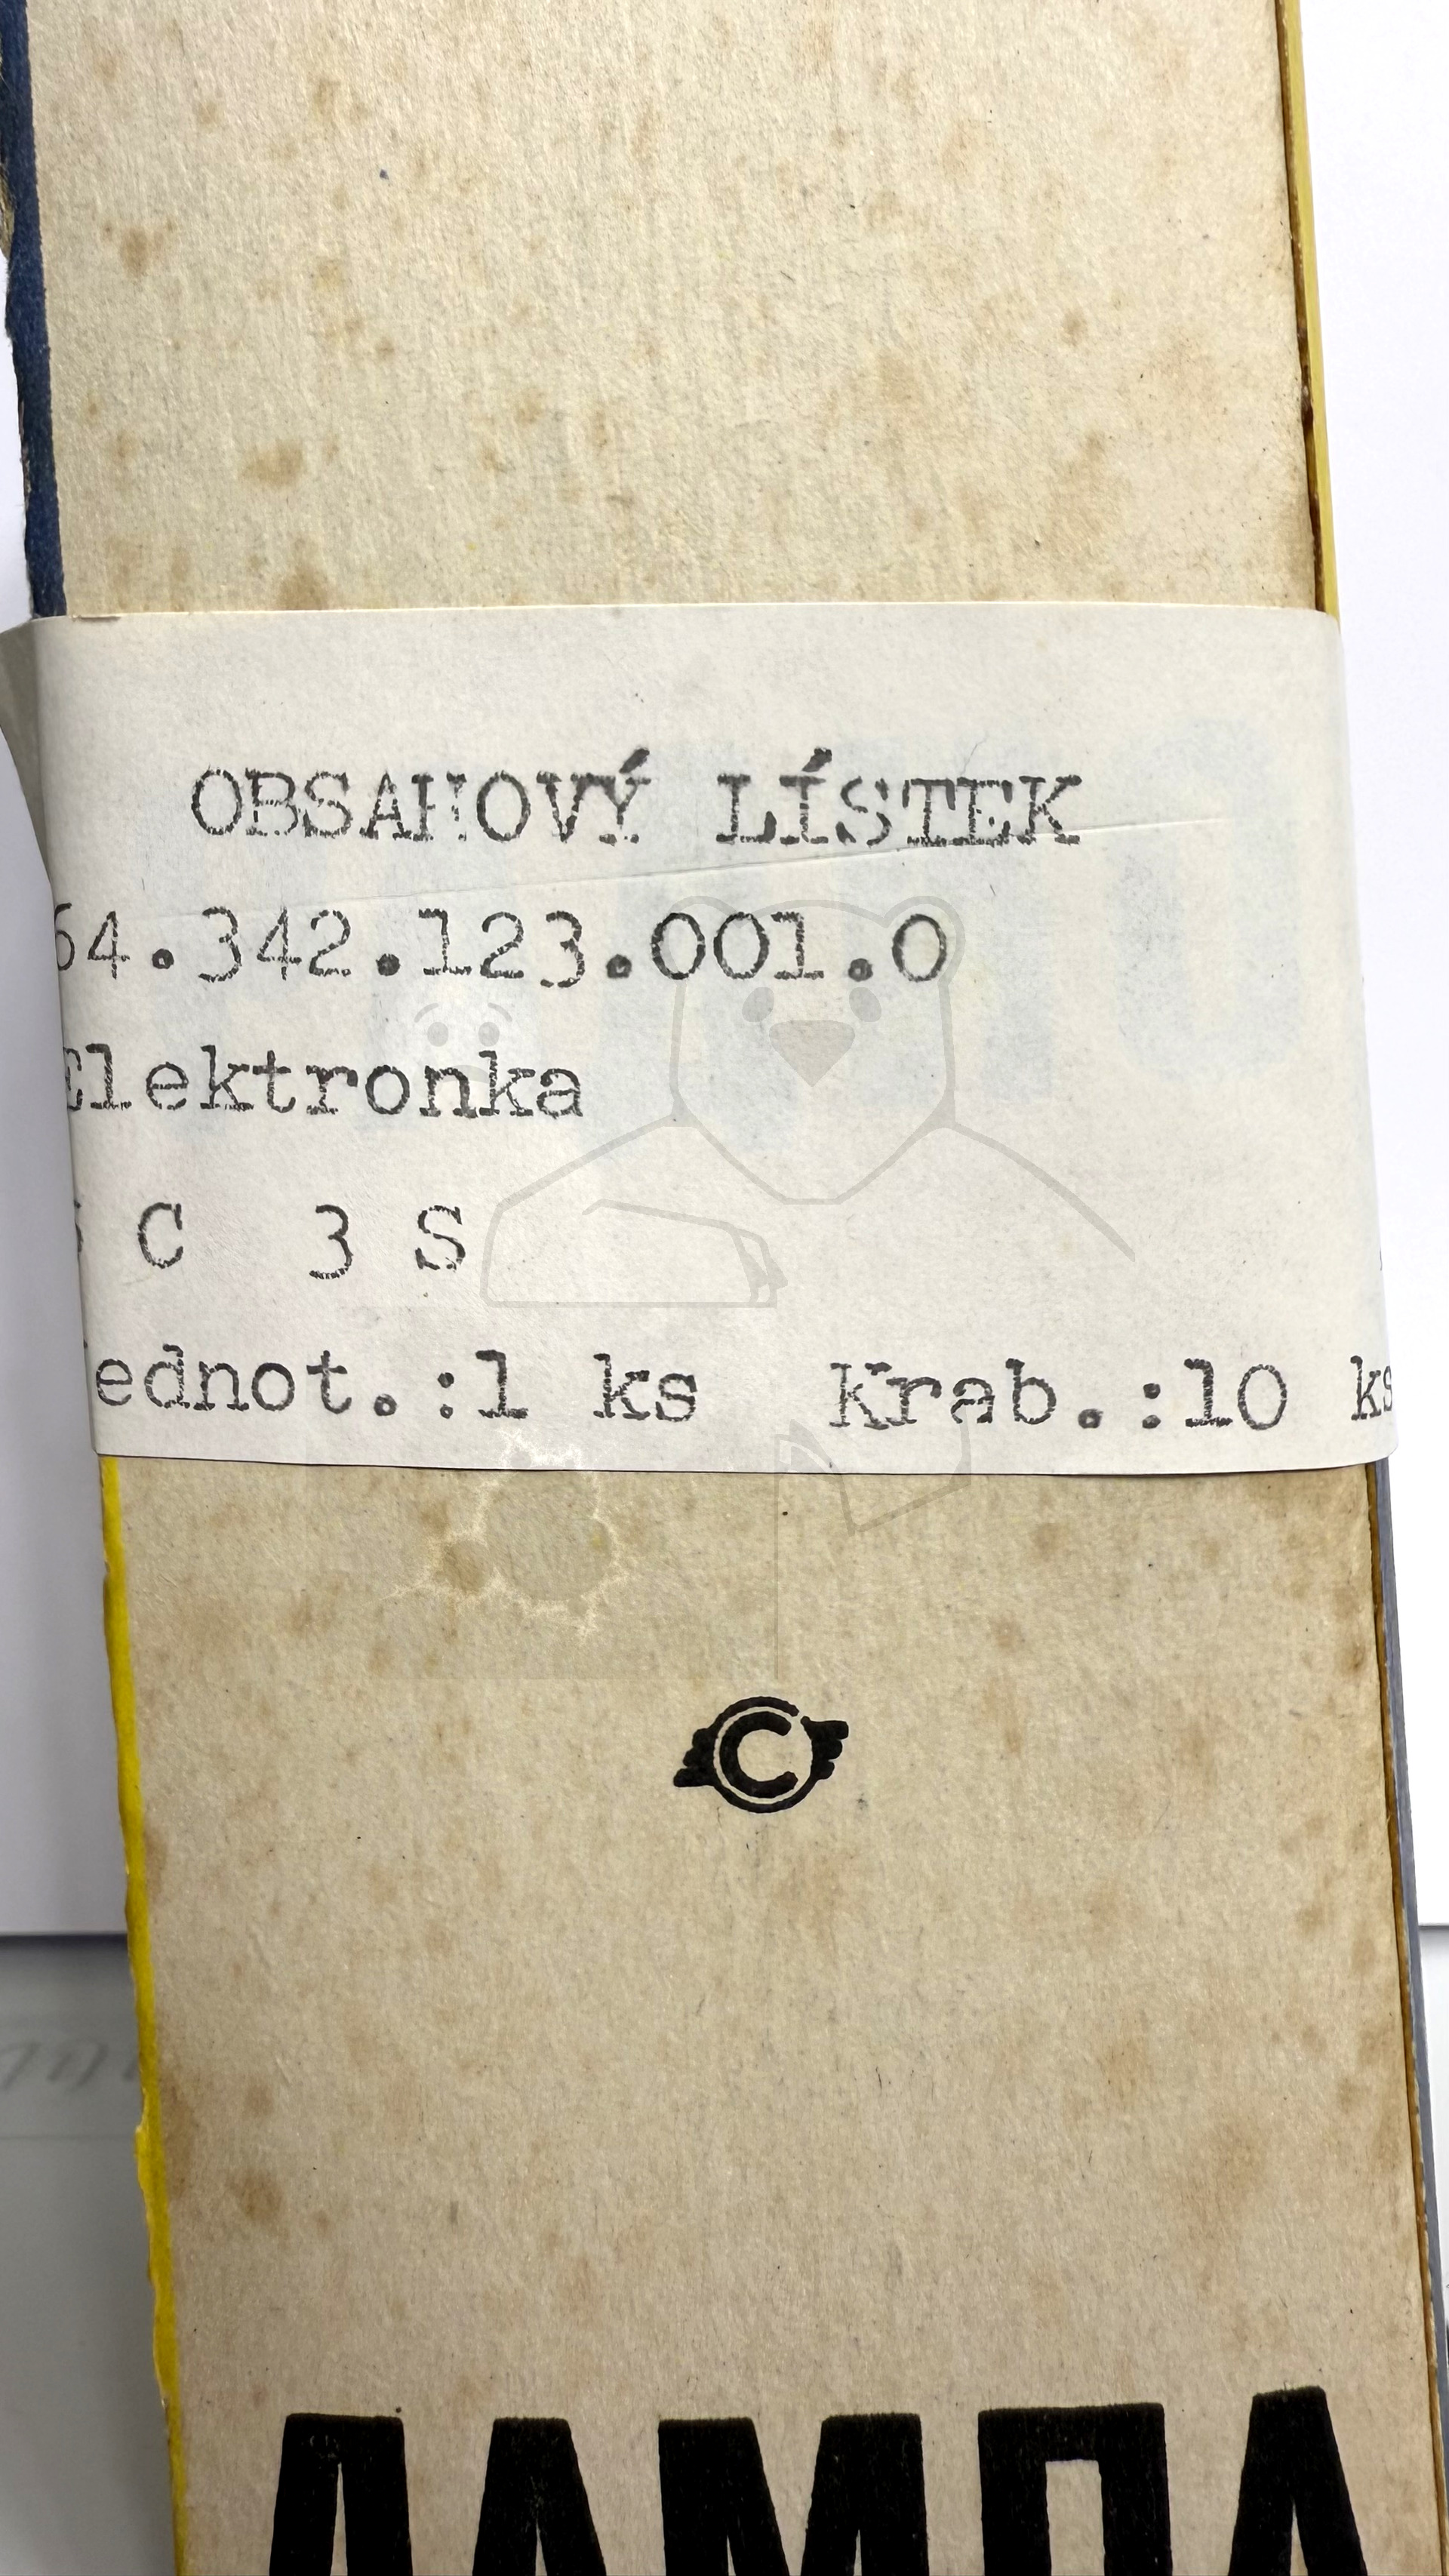 OBSAHOVÝ LÍSTEK
64.342.123.001.0
Elektronka
C 3 S
ednot.:1 ks Krab.:10 ks
C
ЛАМПА